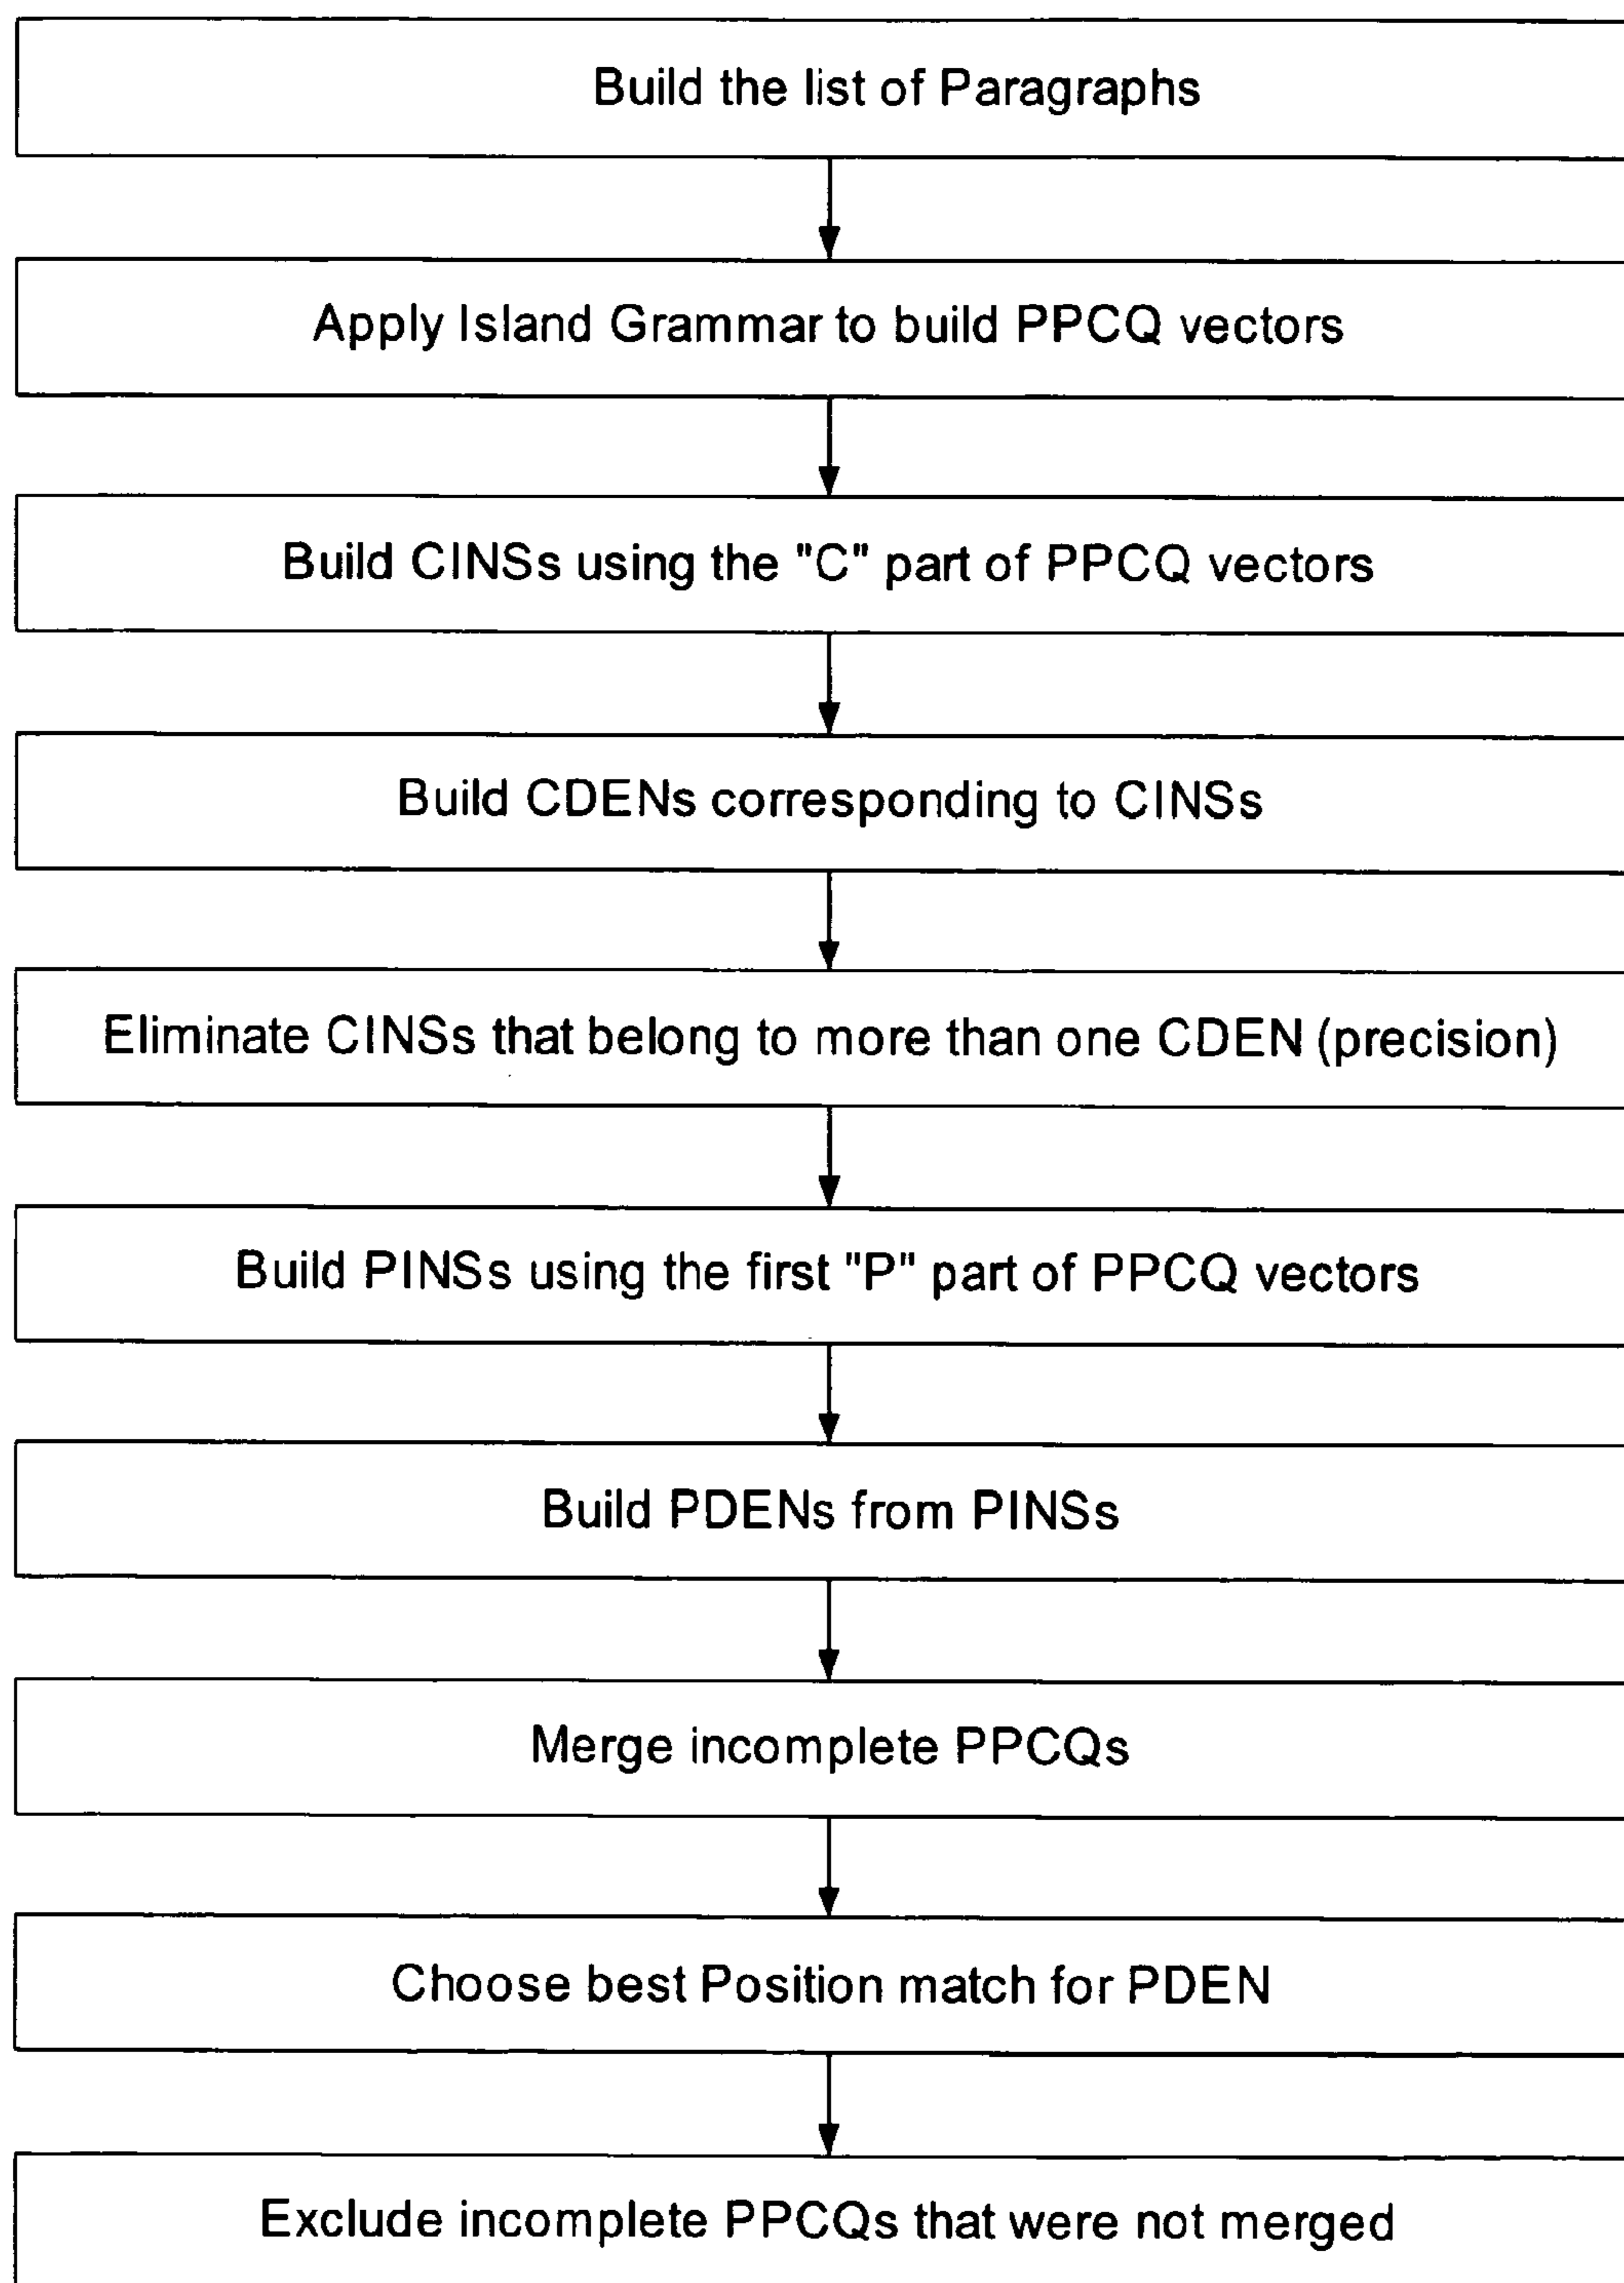 Build the list of Paragraphs
Apply Island Grammar to build PPCQ vectors
Build CINSs using the "C" part of PPCQ vectors
Build CDENs corresponding to CINSs
Eliminate CINSs that belong to more than one CDEN (precision)
Build PINSs using the first "P" part of PPCQ vectors
Build PDENs from PINSs
Merge incomplete PPCQs
Choose best Position match for PDEN
Exclude incomplete PPCQs that were not merged